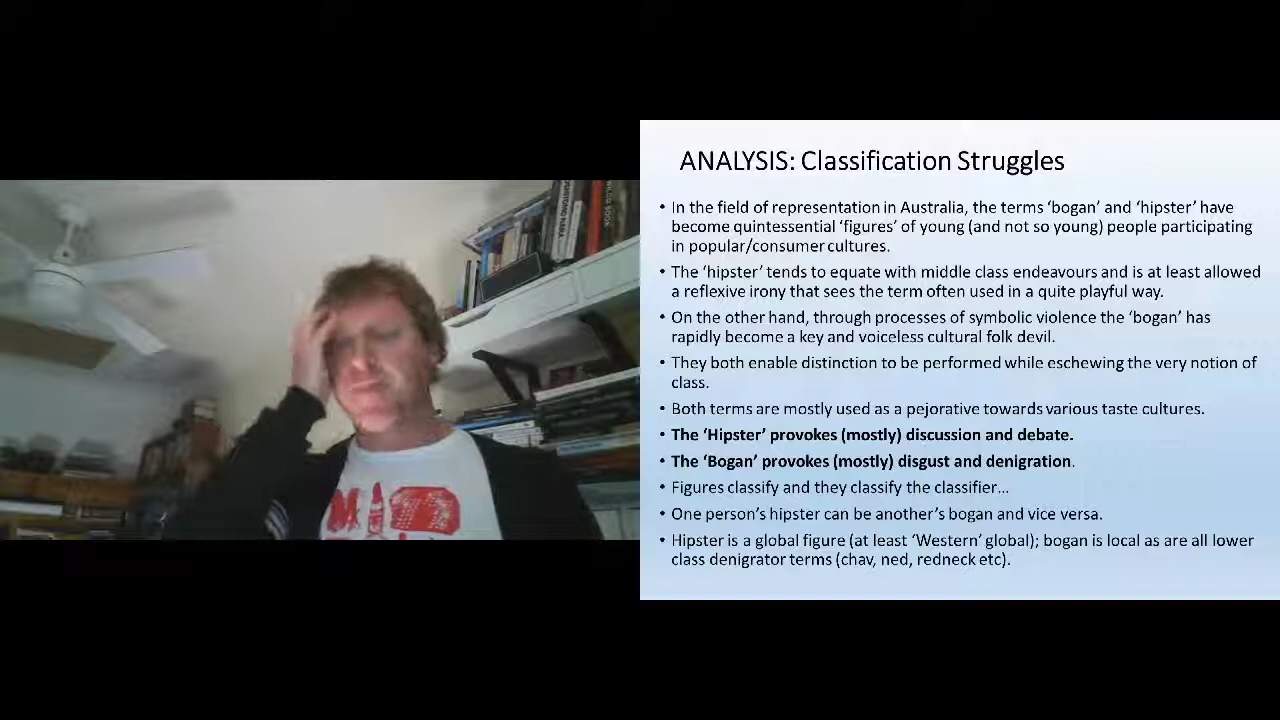 ANALYSIS: Classification Struggles
• In the field of representation in Australia, the terms ‘bogan’ and ‘hipster’ have
become quintessential ‘figures’ of young (and not so young) people participating
in popular/consumer cultures.
• The ‘hipster’ tends to equate with middle class endeavours and is at least allowed
a reflexive irony that sees the term often used in a quite playful way.
• On the other hand, through processes of symbolic violence the ‘bogan’ has
rapidly become a key and voiceless cultural folk devil.
• They both enable distinction to be performed while eschewing the very notion of
class.
• Both terms are mostly used as a pejorative towards various taste cultures.
• The ‘Hipster’ provokes (mostly) discussion and debate.
• The ‘Bogan’ provokes (mostly) disgust and denigration.
• Figures classify and they classify the classifier…
• One person’s hipster can be another’s bogan and vice versa.
• Hipster is a global figure (at least ‘Western’ global); bogan is local as are all lower
class denigrator terms (chav, ned, redneck etc).